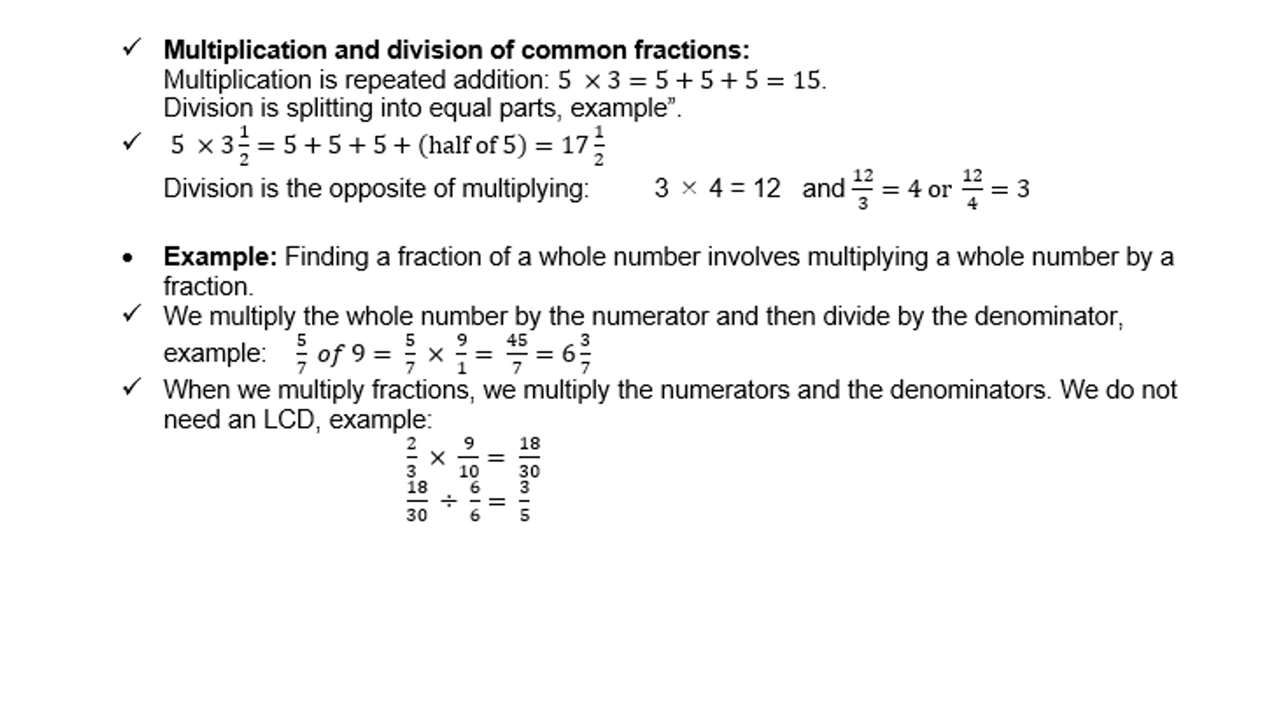 ✓ Multiplication and division of common fractions:
Multiplication is repeated addition: 5 × 3 = 5 + 5 + 5 = 15.
Division is splitting into equal parts, example”.
✓ 5 × 3 1/2 = 5 + 5 + 5 + (half of 5) = 17 1/2
Division is the opposite of multiplying: 3 × 4 = 12 and 12/3 = 4 or 12/4 = 3
• Example: Finding a fraction of a whole number involves multiplying a whole number by a
fraction.
✓ We multiply the whole number by the numerator and then divide by the denominator,
example: 5/7 of 9 = 5/7 × 9/1 = 45/7 = 6 3/7
✓ When we multiply fractions, we multiply the numerators and the denominators. We do not
need an LCD, example:
2/3 × 9/10 = 18/30
18/30 ÷ 6/6 = 3/5